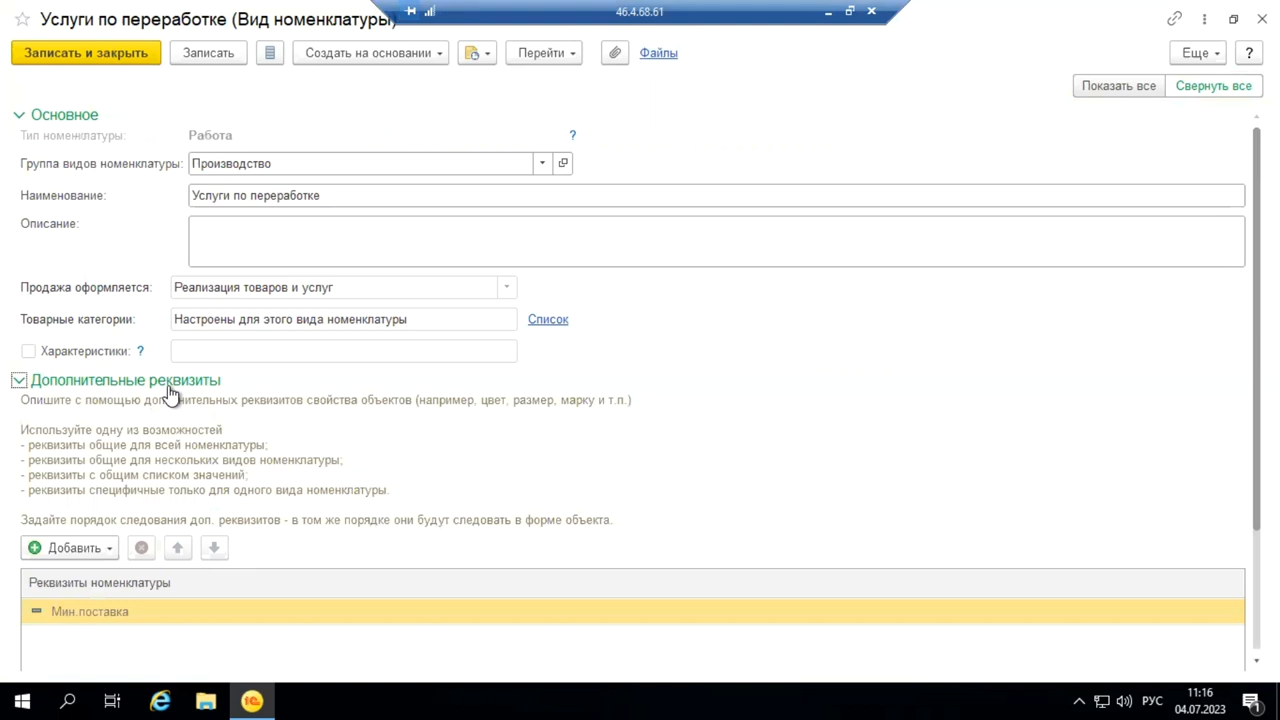 46.4.68.61
Услуги по переработке (Вид номенклатуры)
Записать и закрыть Записать Создать на основании Перейти Файлы Еще ?
Показать все Свернуть все
Основное
Тип номенклатуры: Работа ?
Группа видов номенклатуры: Производство
Наименование: Услуги по переработке
Описание:
Продажа оформляется: Реализация товаров и услуг
Товарные категории: Настроены для этого вида номенклатуры Список
Характеристики: ?
Дополнительные реквизиты
Опишите с помощью дополнительных реквизитов свойства объектов (например, цвет, размер, марку и т.п.)
Используйте одну из возможностей
- реквизиты общие для всей номенклатуры;
- реквизиты общие для нескольких видов номенклатуры;
- реквизиты с общим списком значений;
- реквизиты специфичные только для одного вида номенклатуры.
Задайте порядок следования доп. реквизитов - в том же порядке они будут следовать в форме объекта.
Добавить
Реквизиты номенклатуры
Мин.поставка
РУС
11:16
04.07.2023
1